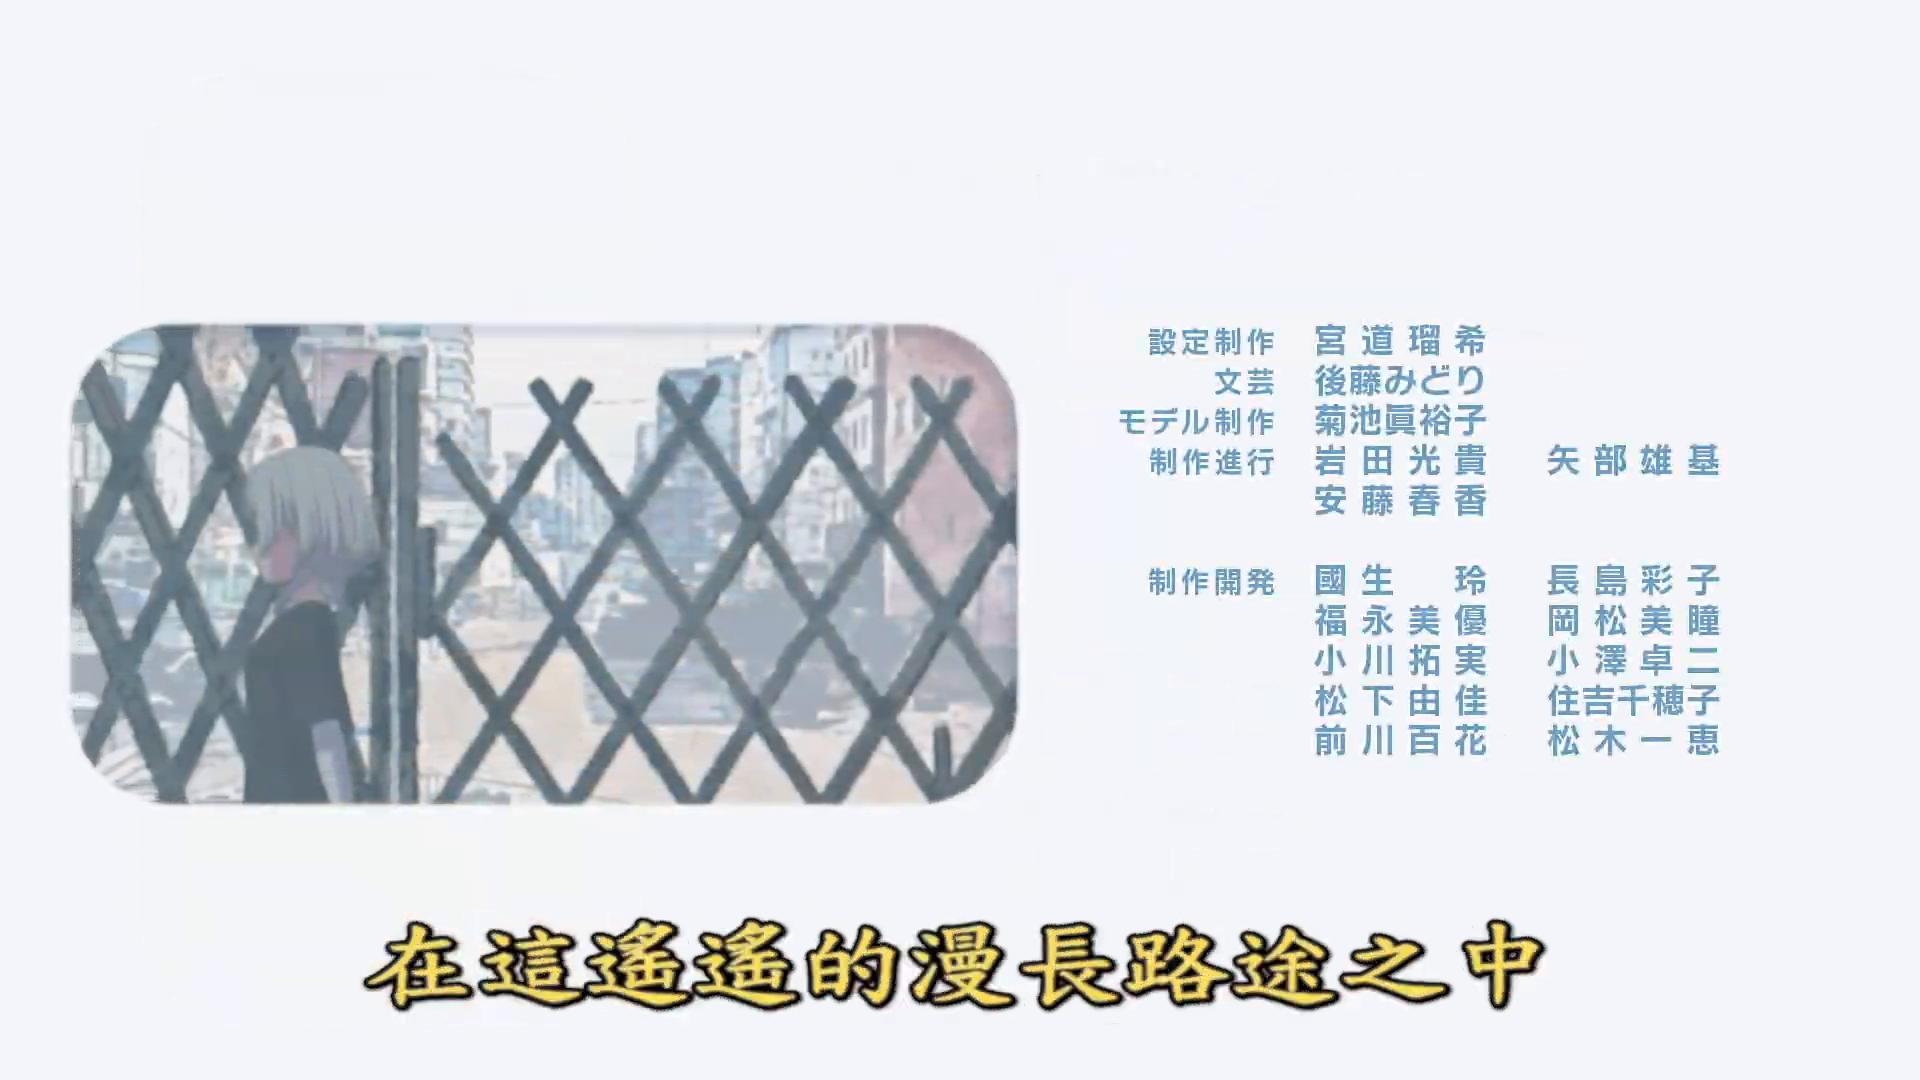 設定制作 宮道瑠希
文芸 後藤みどり
モデル制作 菊池眞裕子
制作進行 岩田光貴 矢部雄基
安藤春香
制作開発 國生玲 長島彩子
福永美優 岡松美瞳
小川拓実 小澤卓二
松下由佳 住吉千穂子
前川百花 松木一恵
在這遙遙的漫長路途之中